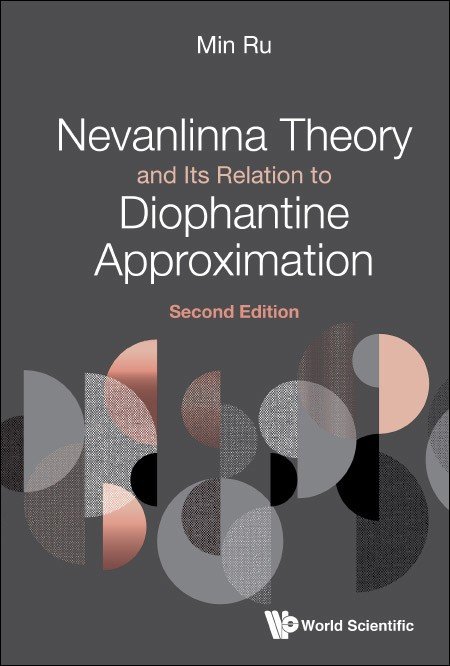 Min Ru
Nevanlinna Theory
and Its Relation to
Diophantine
Approximation
Second Edition
World Scientific